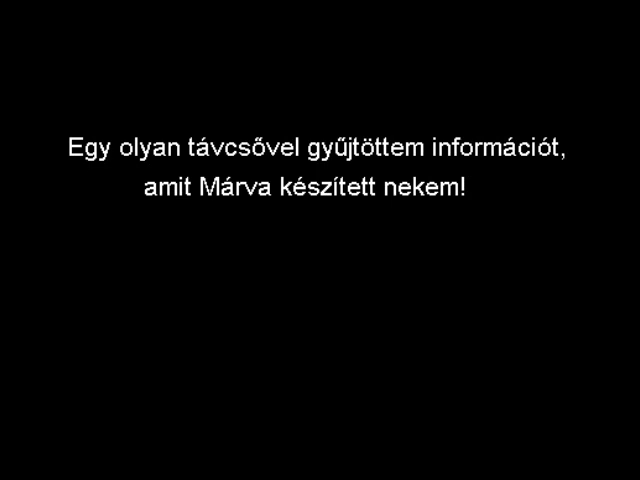 Egy olyan távcsővel gyűjtöttem információt,
amit Márva készített nekem!